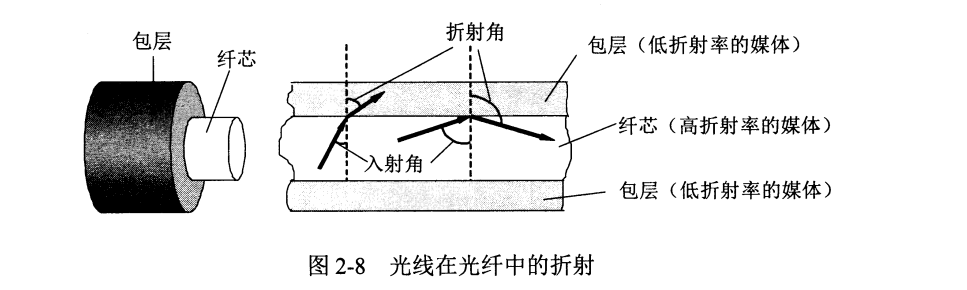 包层
纤芯
折射角
包层（低折射率的媒体）
纤芯（高折射率的媒体）
入射角
包层（低折射率的媒体）
图 2-8 光线在光纤中的折射